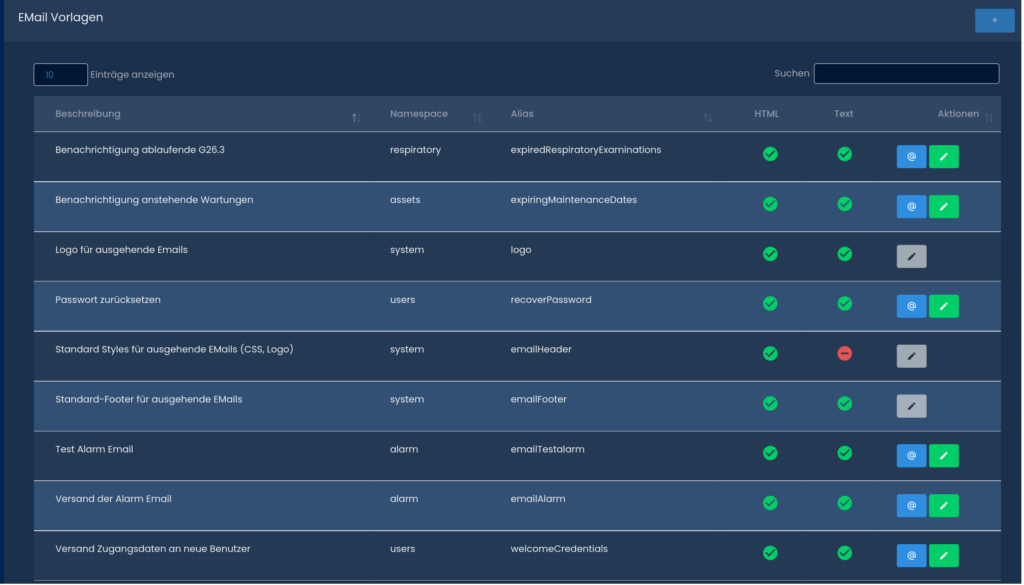 EMail Vorlagen
+
10 Einträge anzeigen
Suchen
Beschreibung Namespace Alias HTML Text Aktionen
Benachrichtigung ablaufende G26.3 respiratory expiredRespiratoryExaminations @
Benachrichtigung anstehende Wartungen assets expiringMaintenanceDates @
Logo für ausgehende Emails system logo
Passwort zurücksetzen users recoverPassword @
Standard Styles für ausgehende EMails (CSS, Logo) system emailHeader
Standard-Footer für ausgehende EMails system emailFooter
Test Alarm Email alarm emailTestalarm @
Versand der Alarm Email alarm emailAlarm @
Versand Zugangsdaten an neue Benutzer users welcomeCredentials @